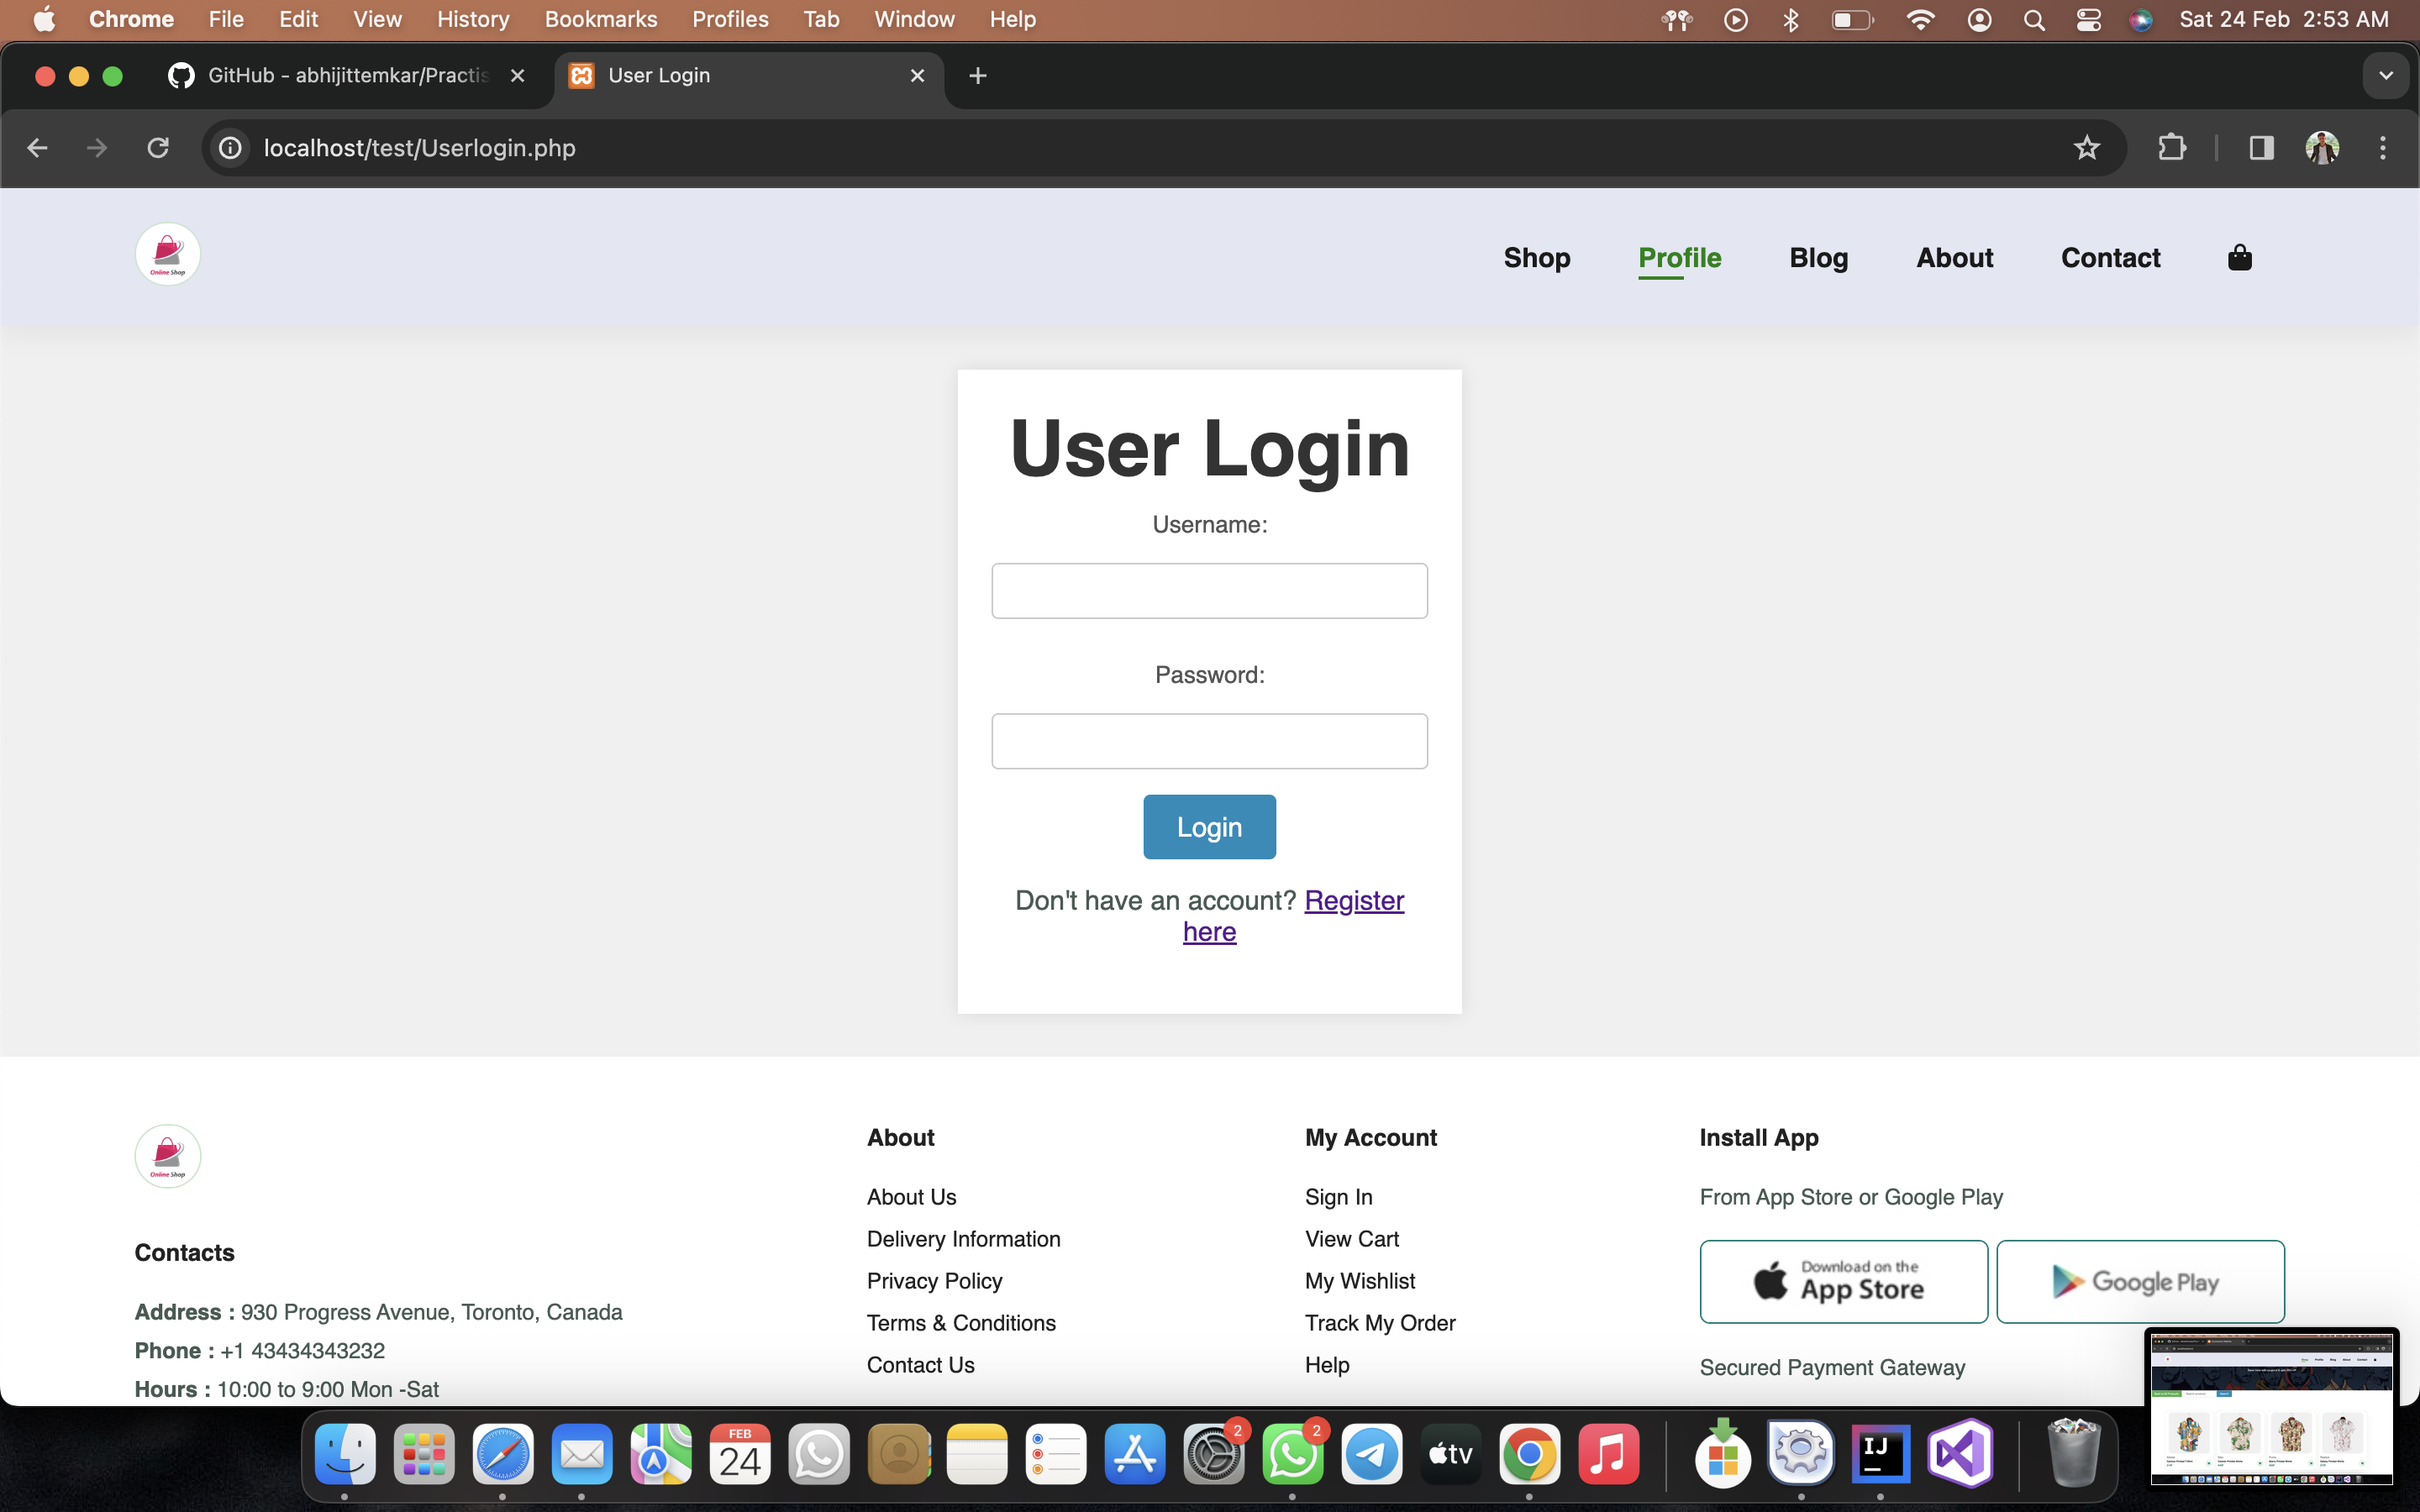 Chrome File Edit View History Bookmarks Profiles Tab Window Help Sat 24 Feb 2:53 AM
GitHub - abhijittemkar/Practis User Login
localhost/test/Userlogin.php
Online Shop
Shop Profile Blog About Contact
User Login
Username:
Password:
Login
Don't have an account? Register
here
Online Shop
Contacts
Address : 930 Progress Avenue, Toronto, Canada
Phone : +1 43434343232
Hours : 10:00 to 9:00 Mon -Sat
About
About Us
Delivery Information
Privacy Policy
Terms & Conditions
Contact Us
My Account
Sign In
View Cart
My Wishlist
Track My Order
Help
Install App
From App Store or Google Play
Download on the
App Store
Google Play
Secured Payment Gateway
FEB
24
2
2
tv
IJ